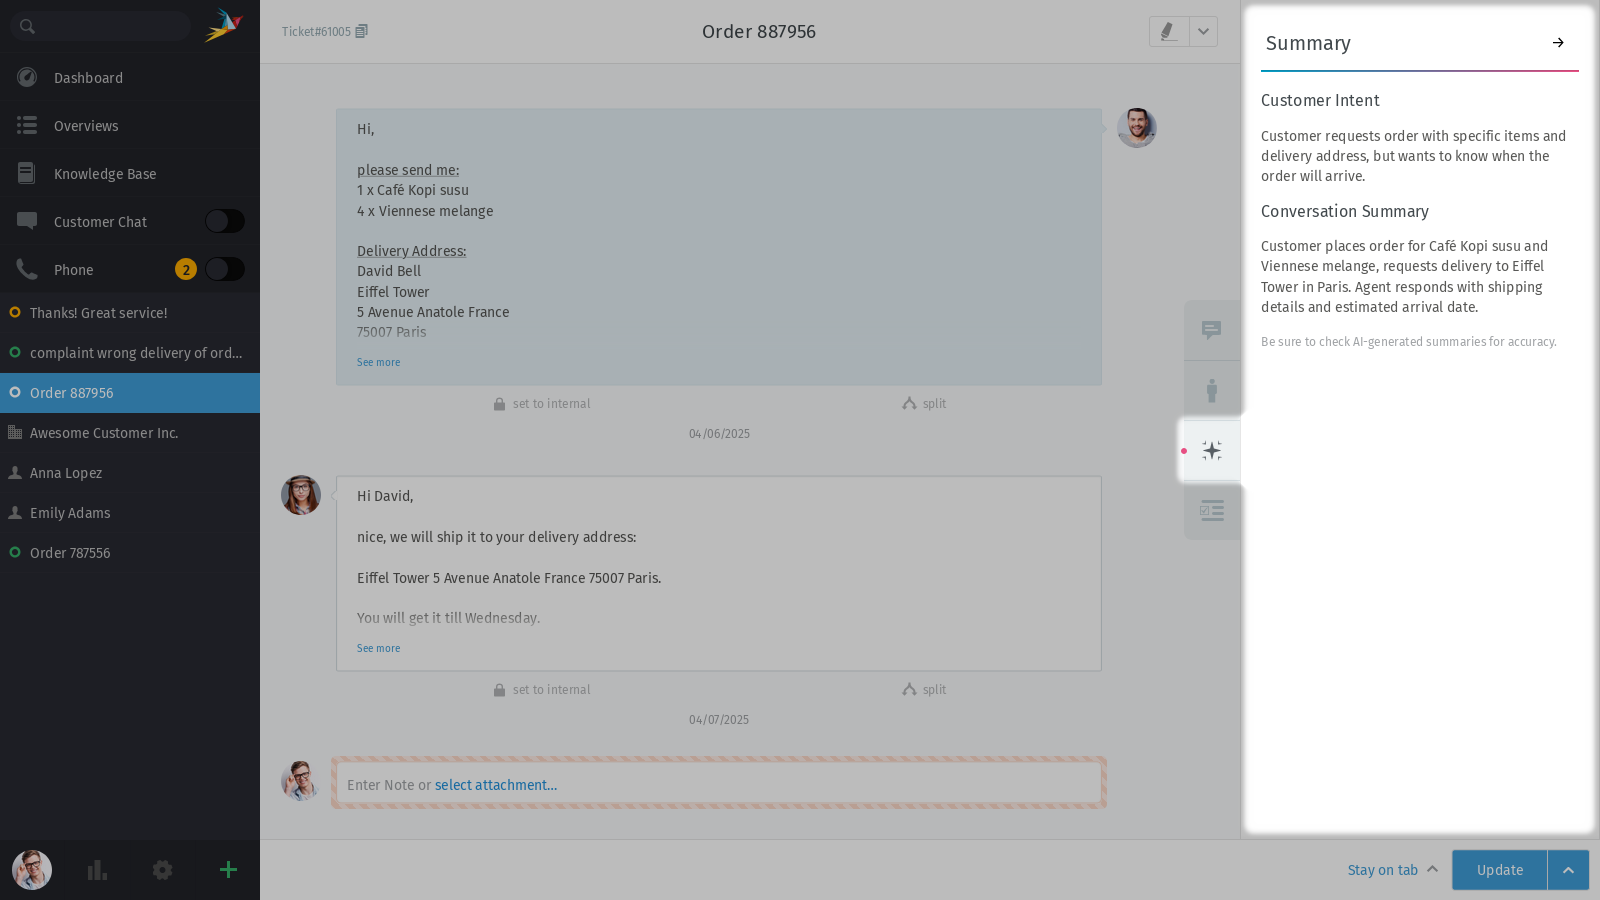 Dashboard
Overviews
Knowledge Base
Customer Chat
Phone
2
Thanks! Great service!
complaint wrong delivery of ord...
Order 887956
Awesome Customer Inc.
Anna Lopez
Emily Adams
Order 787556
Ticket#61005
Order 887956
Hi,
please send me:
1 x Café Kopi susu
4 x Viennese melange
Delivery Address:
David Bell
Eiffel Tower
5 Avenue Anatole France
75007 Paris
See more
set to internal
split
04/06/2025
Hi David,
nice, we will ship it to your delivery address:
Eiffel Tower 5 Avenue Anatole France 75007 Paris.
You will get it till Wednesday.
See more
set to internal
split
04/07/2025
Enter Note or select attachment...
Summary
Customer Intent
Customer requests order with specific items and
delivery address, but wants to know when the
order will arrive.
Conversation Summary
Customer places order for Café Kopi susu and
Viennese melange, requests delivery to Eiffel
Tower in Paris. Agent responds with shipping
details and estimated arrival date.
Be sure to check AI-generated summaries for accuracy.
Stay on tab
Update